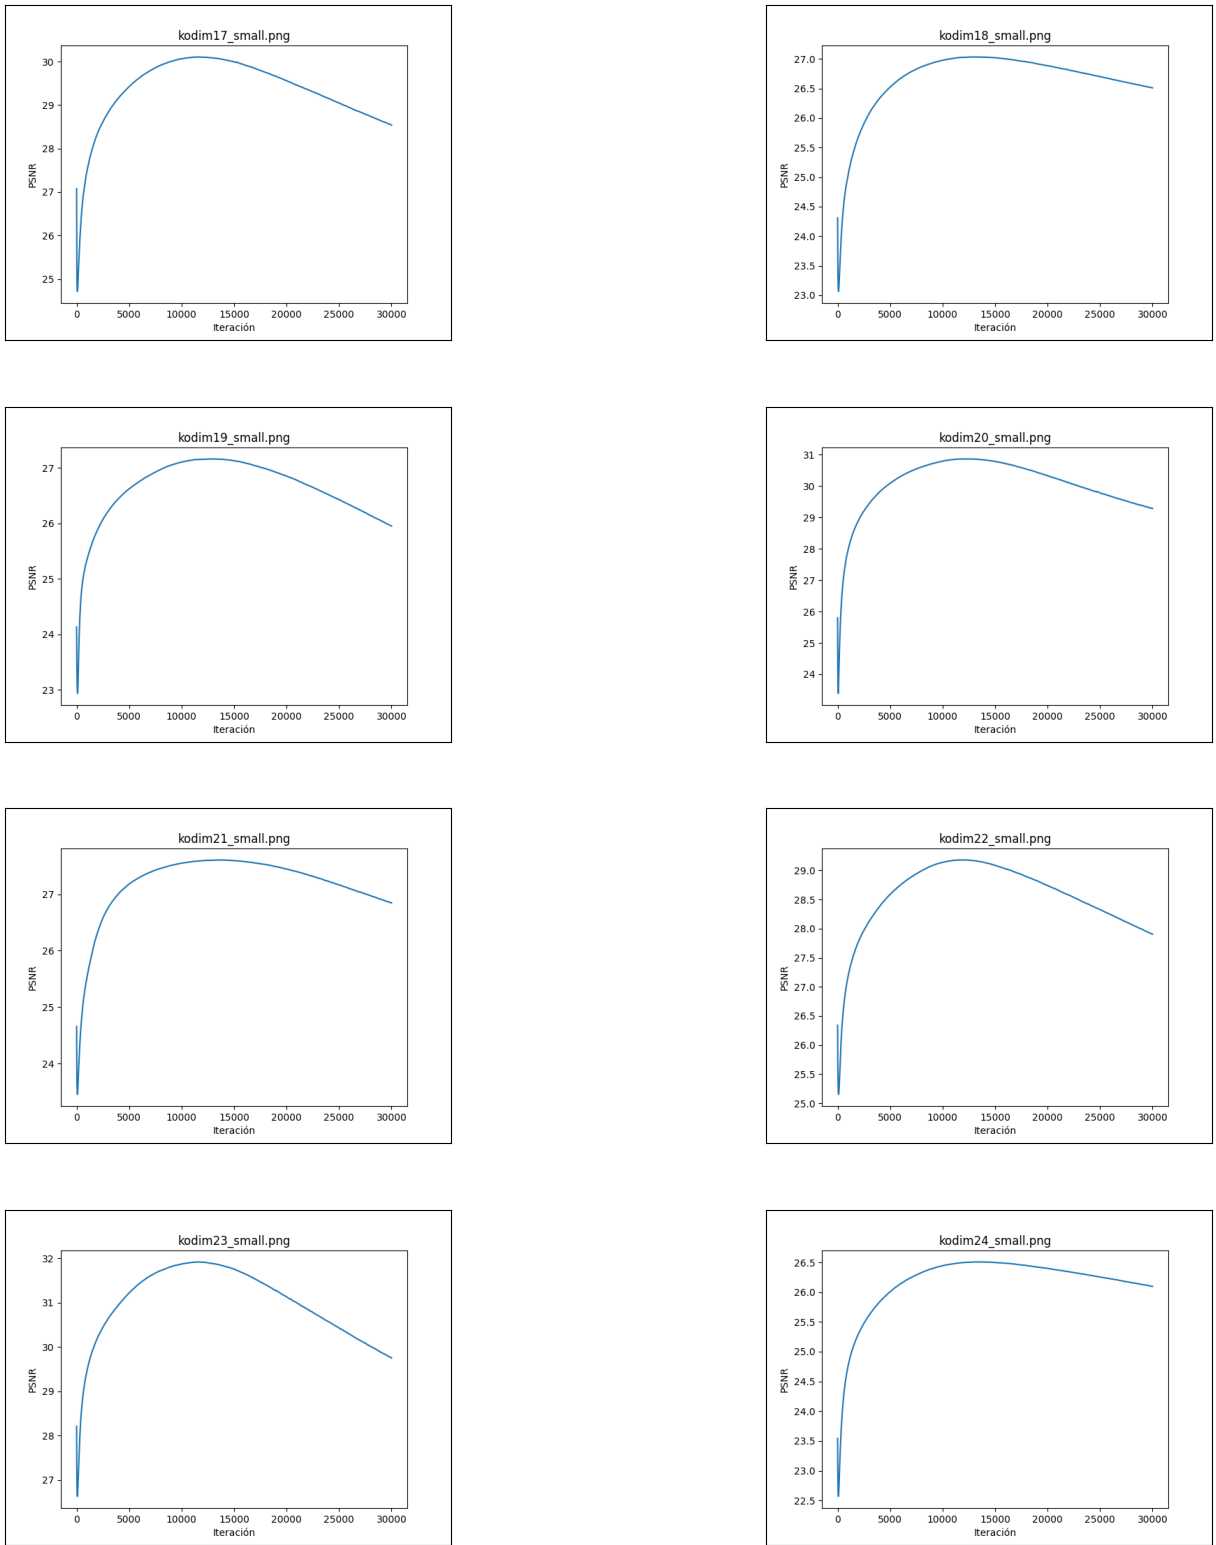 kodim17_small.png
PSNR
30
29
28
27
26
25
0 5000 10000 15000 20000 25000 30000
Iteración
kodim18_small.png
PSNR
27.0
26.5
26.0
25.5
25.0
24.5
24.0
23.5
23.0
0 5000 10000 15000 20000 25000 30000
Iteración
kodim19_small.png
PSNR
27
26
25
24
23
0 5000 10000 15000 20000 25000 30000
Iteración
kodim20_small.png
PSNR
31
30
29
28
27
26
25
24
0 5000 10000 15000 20000 25000 30000
Iteración
kodim21_small.png
PSNR
27
26
25
24
0 5000 10000 15000 20000 25000 30000
Iteración
kodim22_small.png
PSNR
29.0
28.5
28.0
27.5
27.0
26.5
26.0
25.5
25.0
0 5000 10000 15000 20000 25000 30000
Iteración
kodim23_small.png
PSNR
32
31
30
29
28
27
0 5000 10000 15000 20000 25000 30000
Iteración
kodim24_small.png
PSNR
26.5
26.0
25.5
25.0
24.5
24.0
23.5
23.0
22.5
0 5000 10000 15000 20000 25000 30000
Iteración